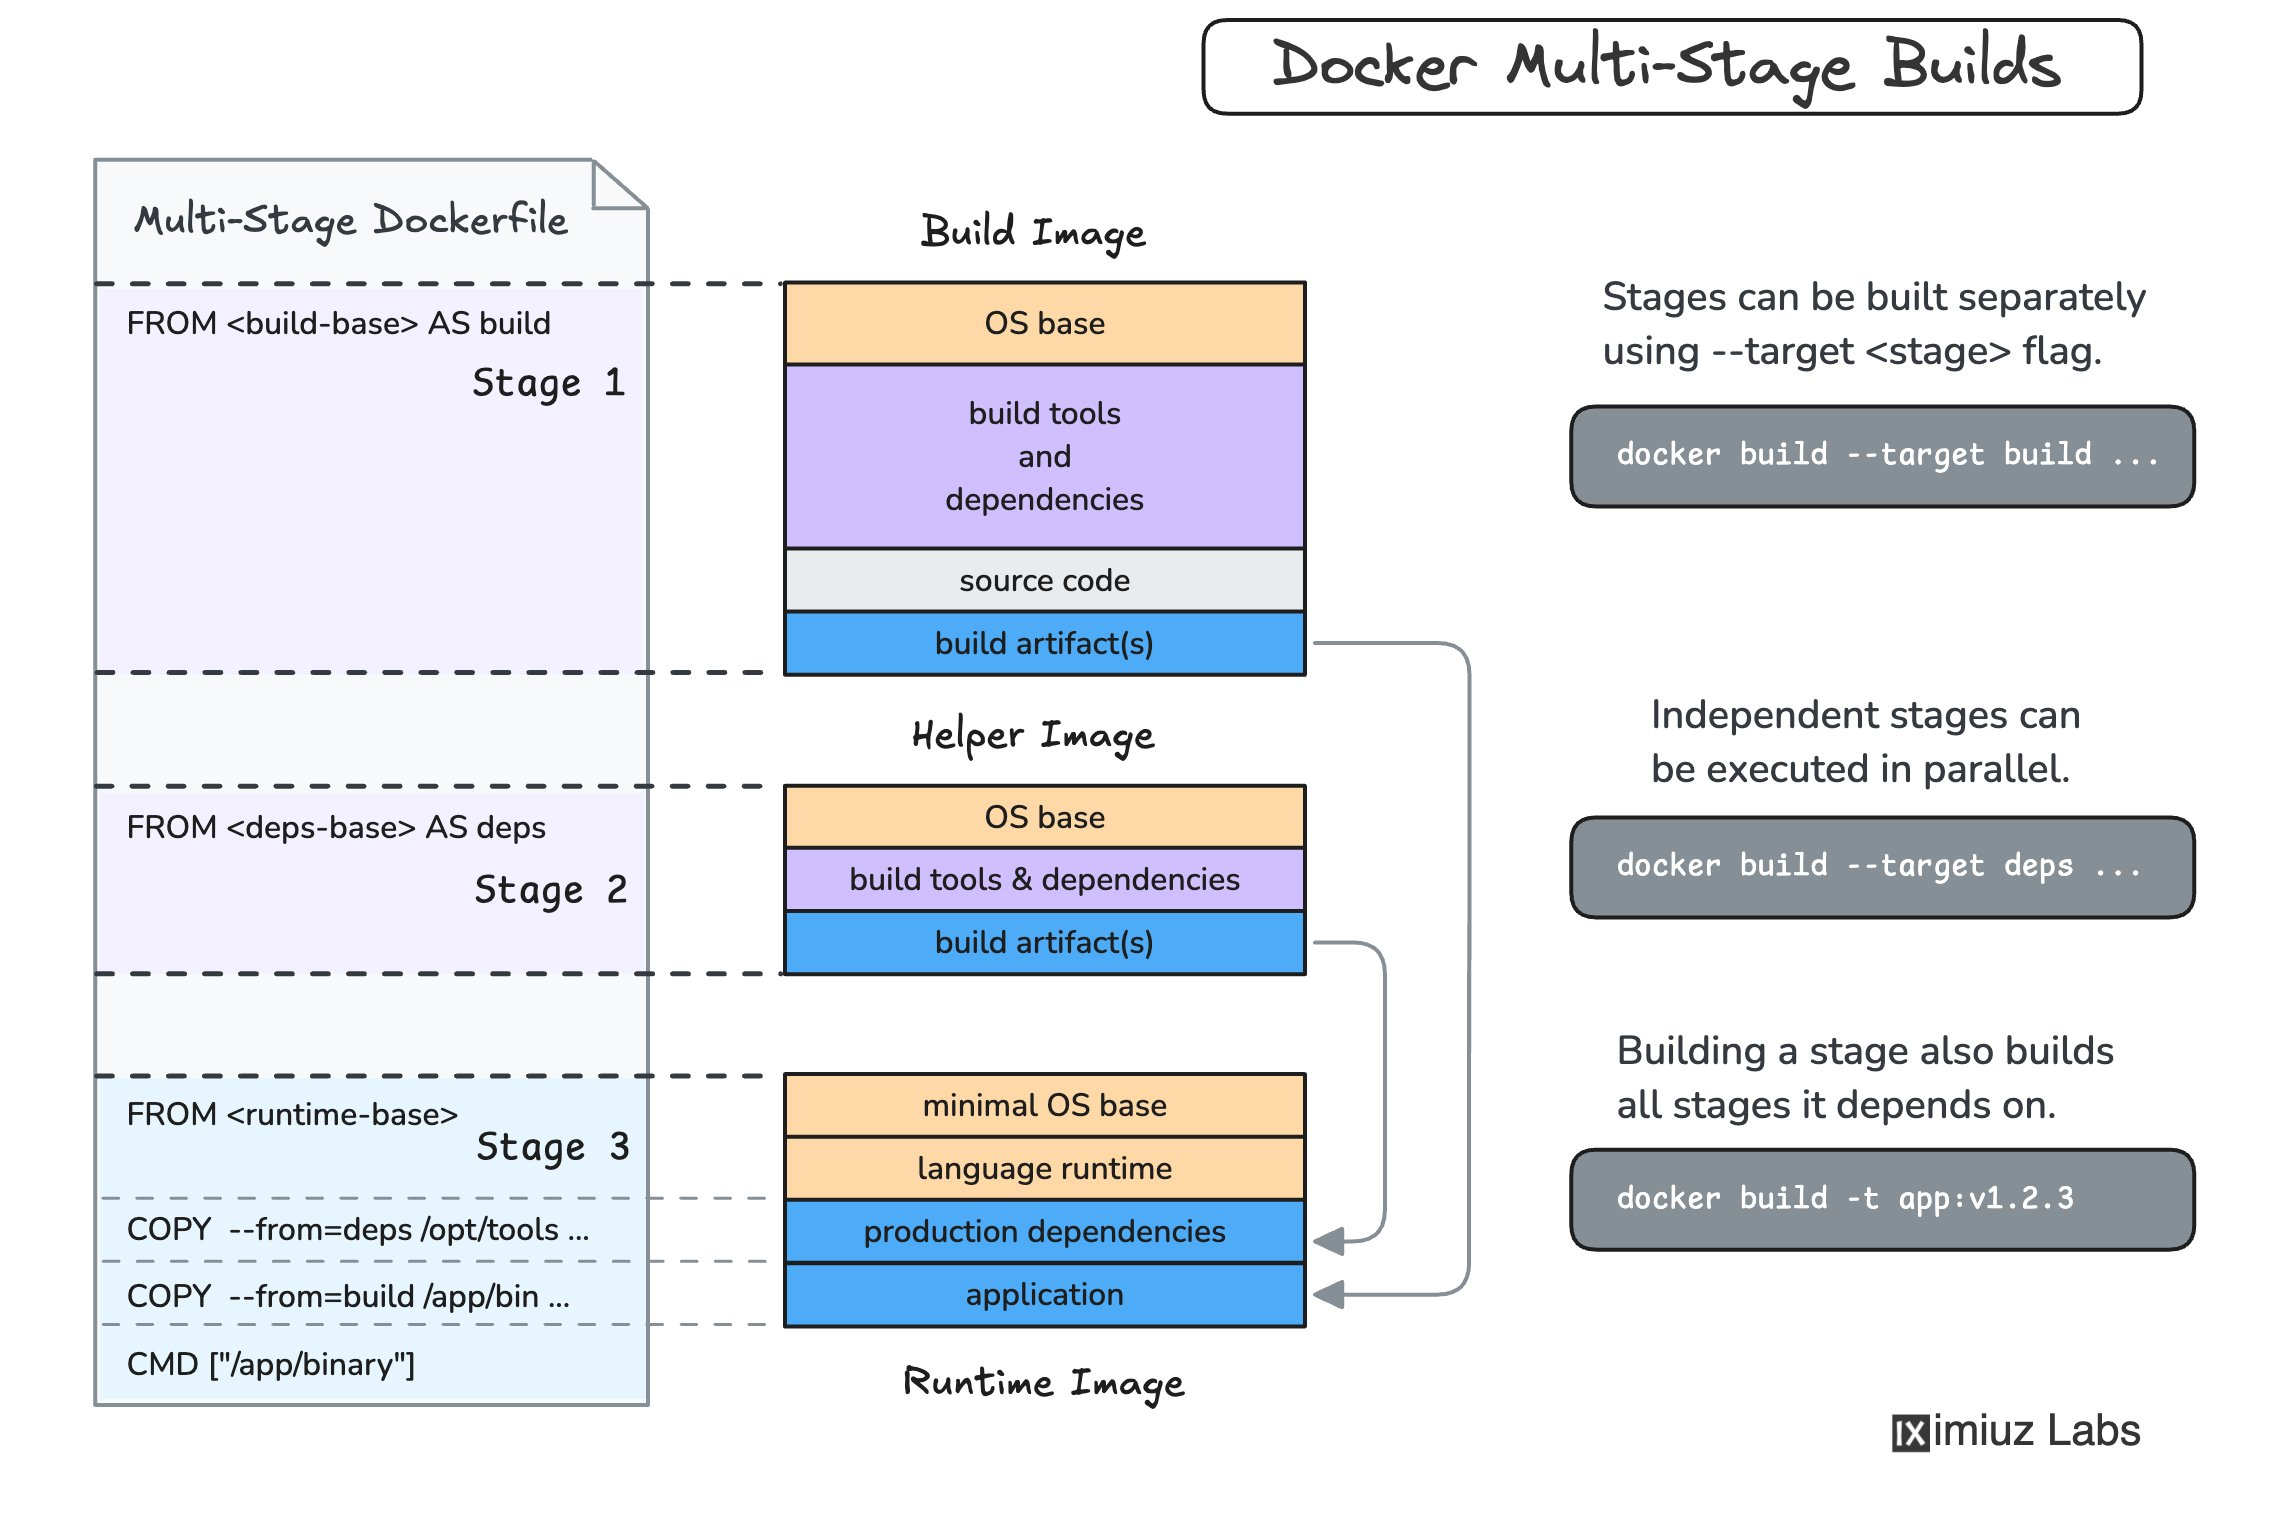 Docker Multi-Stage Builds
Multi-Stage Dockerfile
FROM <build-base> AS build
Stage 1
FROM <deps-base> AS deps
Stage 2
FROM <runtime-base>
Stage 3
COPY --from=deps /opt/tools ...
COPY --from=build /app/bin ...
CMD ["/app/binary"]
Build Image
OS base
build tools
and
dependencies
source code
build artifact(s)
Helper Image
OS base
build tools & dependencies
build artifact(s)
minimal OS base
language runtime
production dependencies
application
Runtime Image
Stages can be built separately
using --target <stage> flag.
docker build --target build ...
Independent stages can
be executed in parallel.
docker build --target deps ...
Building a stage also builds
all stages it depends on.
docker build -t app:v1.2.3
iximiuz Labs